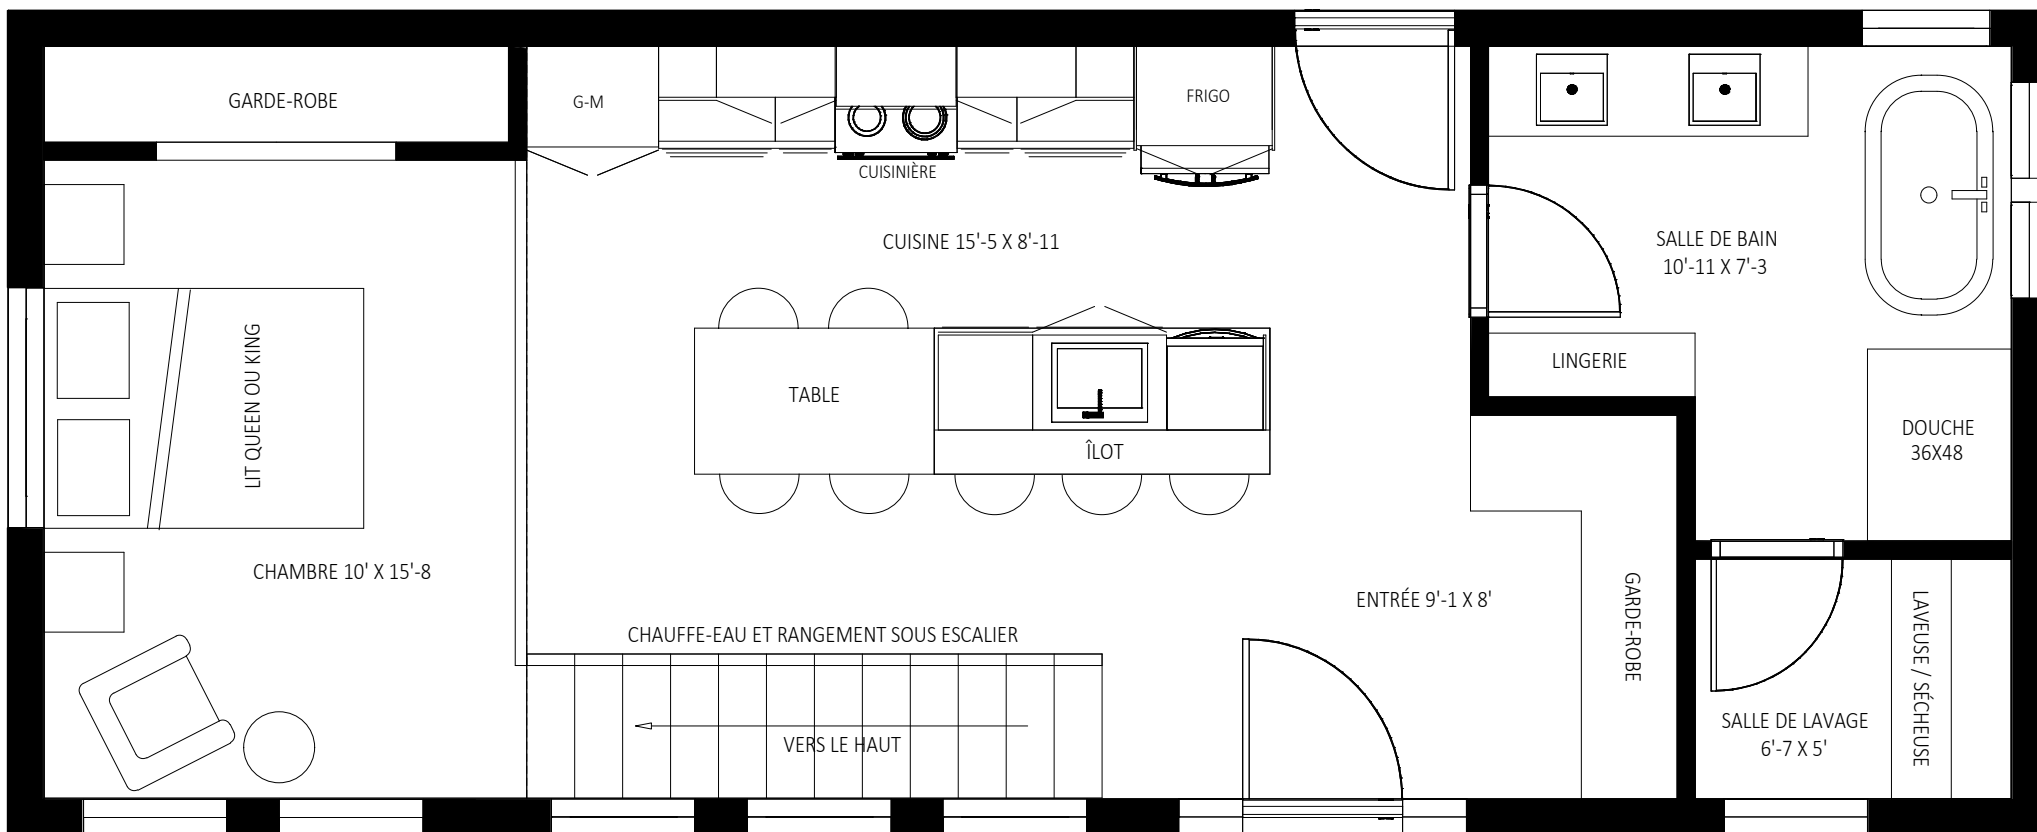 GARDE-ROBE
G-M
CUISINIÈRE
FRIGO
CUISINE 15'-5 X 8'-11
SALLE DE BAIN
10'-11 X 7'-3
LIT QUEEN OU KING
TABLE
ÎLOT
LINGERIE
DOUCHE
36X48
CHAMBRE 10' X 15'-8
ENTRÉE 9'-1 X 8'
GARDE-ROBE
CHAUFFE-EAU ET RANGEMENT SOUS ESCALIER
VERS LE HAUT
SALLE DE LAVAGE
6'-7 X 5'
LAVEUSE / SÉCHEUSE